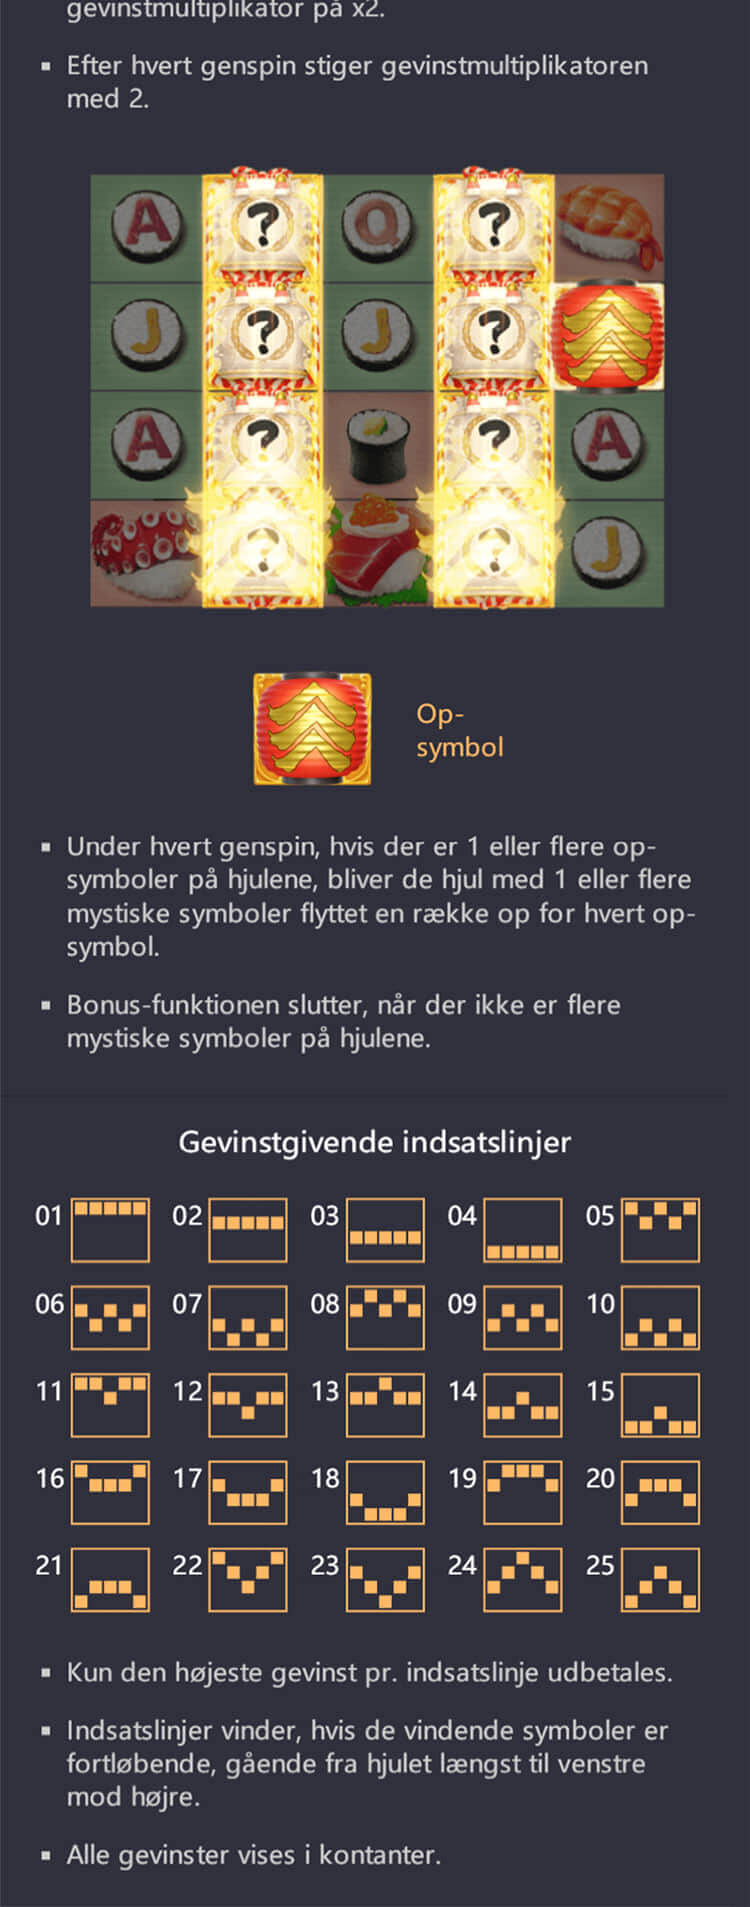 gevinstmultiplikator på x2.
▪ Efter hvert genspin stiger gevinstmultiplikatoren
med 2.
A ? Q ?
J ? J ?
A ? ? A
? ? J
Op-
symbol
▪ Under hvert genspin, hvis der er 1 eller flere op-
symboler på hjulene, bliver de hjul med 1 eller flere
mystiske symboler flyttet en række op for hvert op-
symbol.
▪ Bonus-funktionen slutter, når der ikke er flere
mystiske symboler på hjulene.
Gevinstgivende indsatslinjer
01 02 03 04 05
06 07 08 09 10
11 12 13 14 15
16 17 18 19 20
21 22 23 24 25
▪ Kun den højeste gevinst pr. indsatslinje udbetales.
▪ Indsatslinjer vinder, hvis de vindende symboler er
fortløbende, gående fra hjulet længst til venstre
mod højre.
▪ Alle gevinster vises i kontanter.